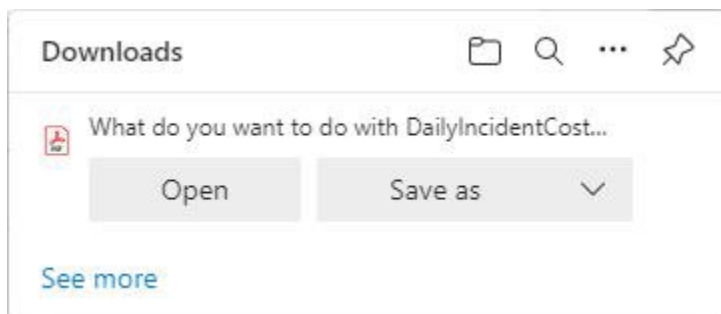 Downloads
What do you want to do with DailyIncidentCost...
Open
Save as
See more